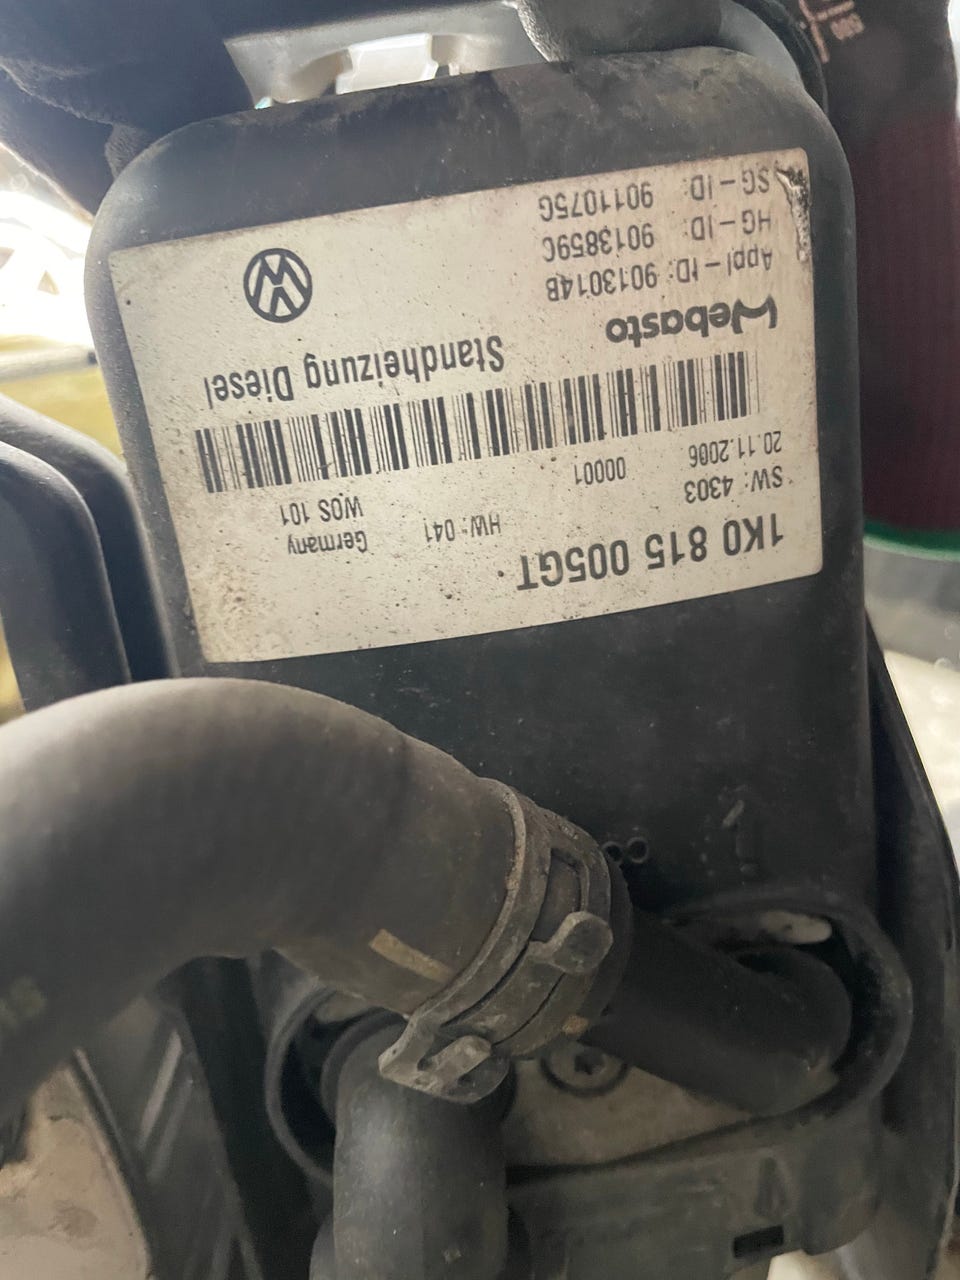 1K0 815 005GT
SW: 4303 HW: 041 Germany
20.11.2006 00001 WOS 101
Webasto Standheizung Diesel
Appl-ID: 9013014B
HG-ID: 9013859C
SG-ID: 9011075G